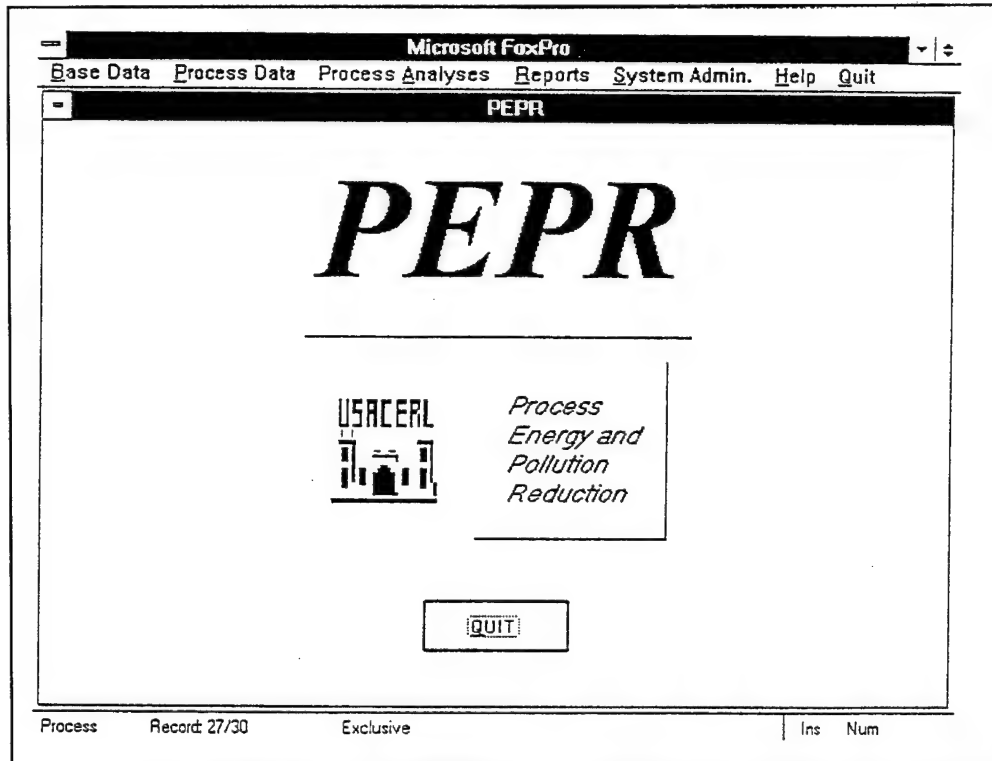 Microsoft FoxPro
Base Data Process Data Process Analyses Reports System Admin. Help Quit
PEPR
PEPR
USACERL
Process
Energy and
Pollution
Reduction
QUIT
Process Record: 27/30 Exclusive Ins Num